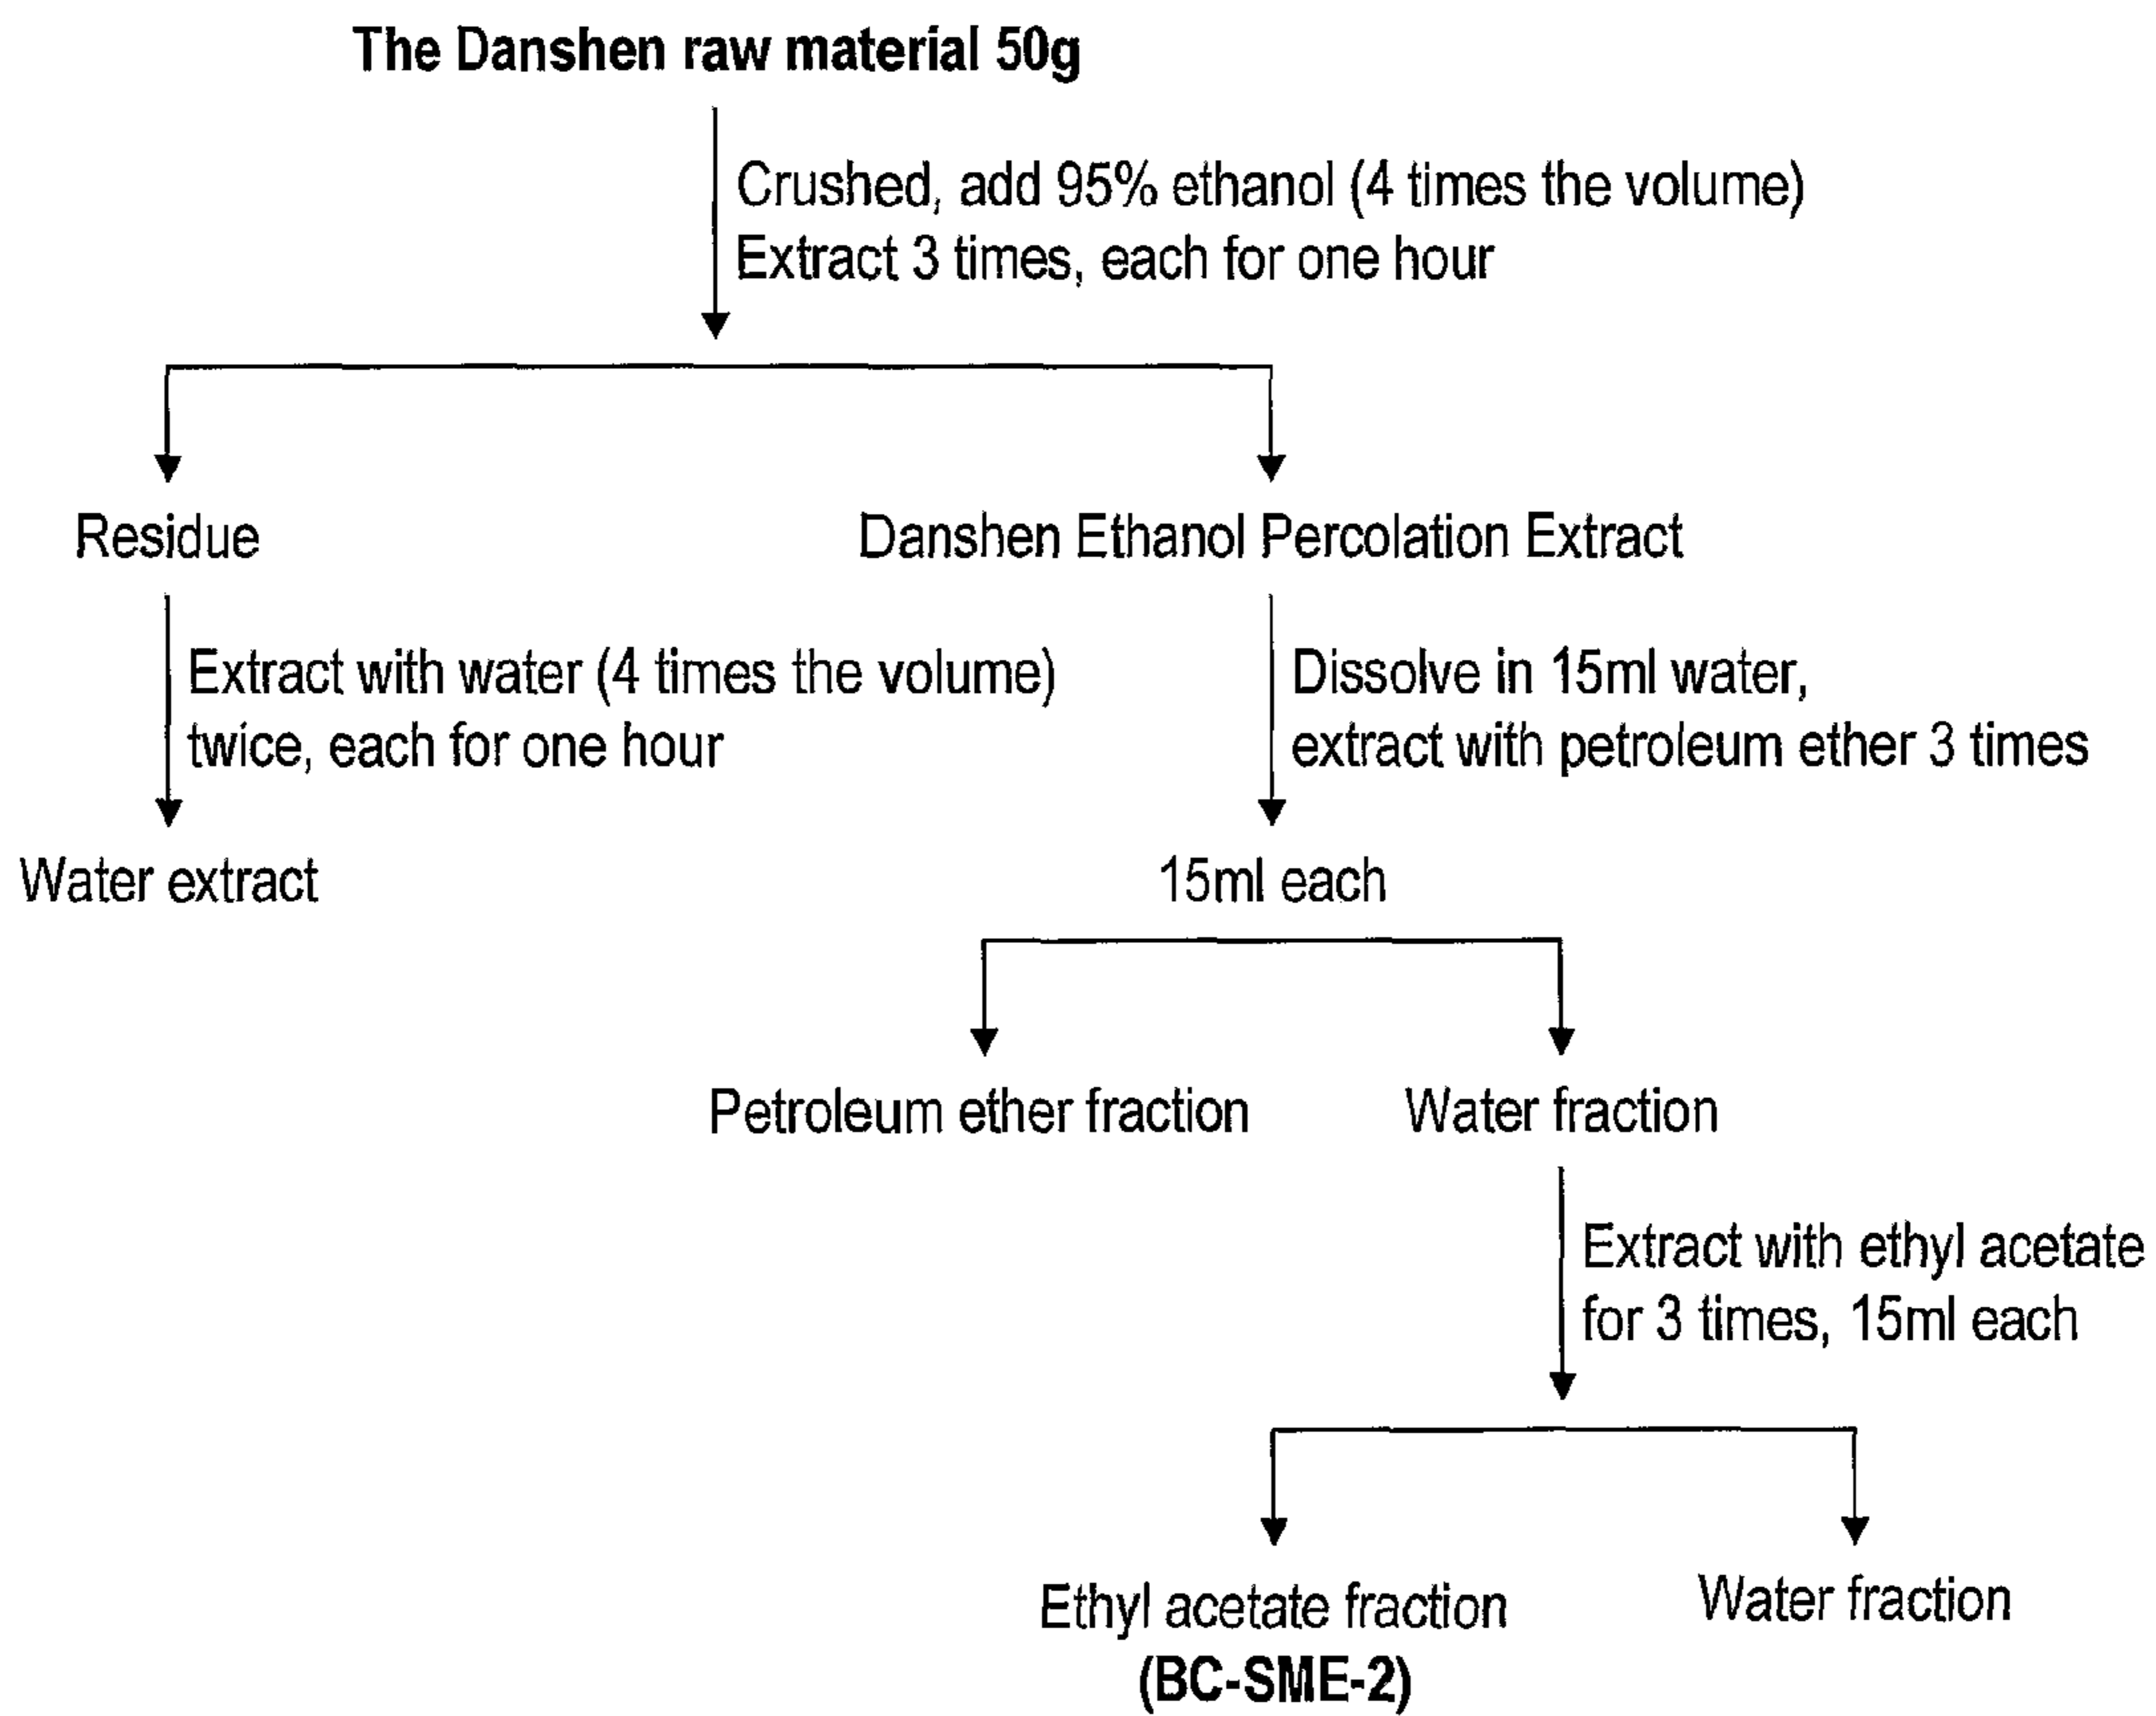 The Danshen raw material 50g
Crushed, add 95% ethanol (4 times the volume)
Extract 3 times, each for one hour
Residue
Danshen Ethanol Percolation Extract
Extract with water (4 times the volume)
twice, each for one hour
Dissolve in 15ml water,
extract with petroleum ether 3 times
Water extract
15ml each
Petroleum ether fraction
Water fraction
Extract with ethyl acetate
for 3 times, 15ml each
Ethyl acetate fraction
(BC-SME-2)
Water fraction